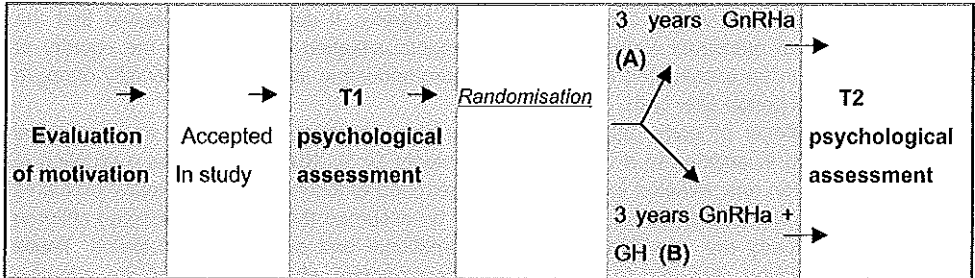 Evaluation
of motivation
Accepted
In study
T1
psychological
assessment
Randomisation
3 years GnRHa
(A)
3 years GnRHa +
GH (B)
T2
psychological
assessment